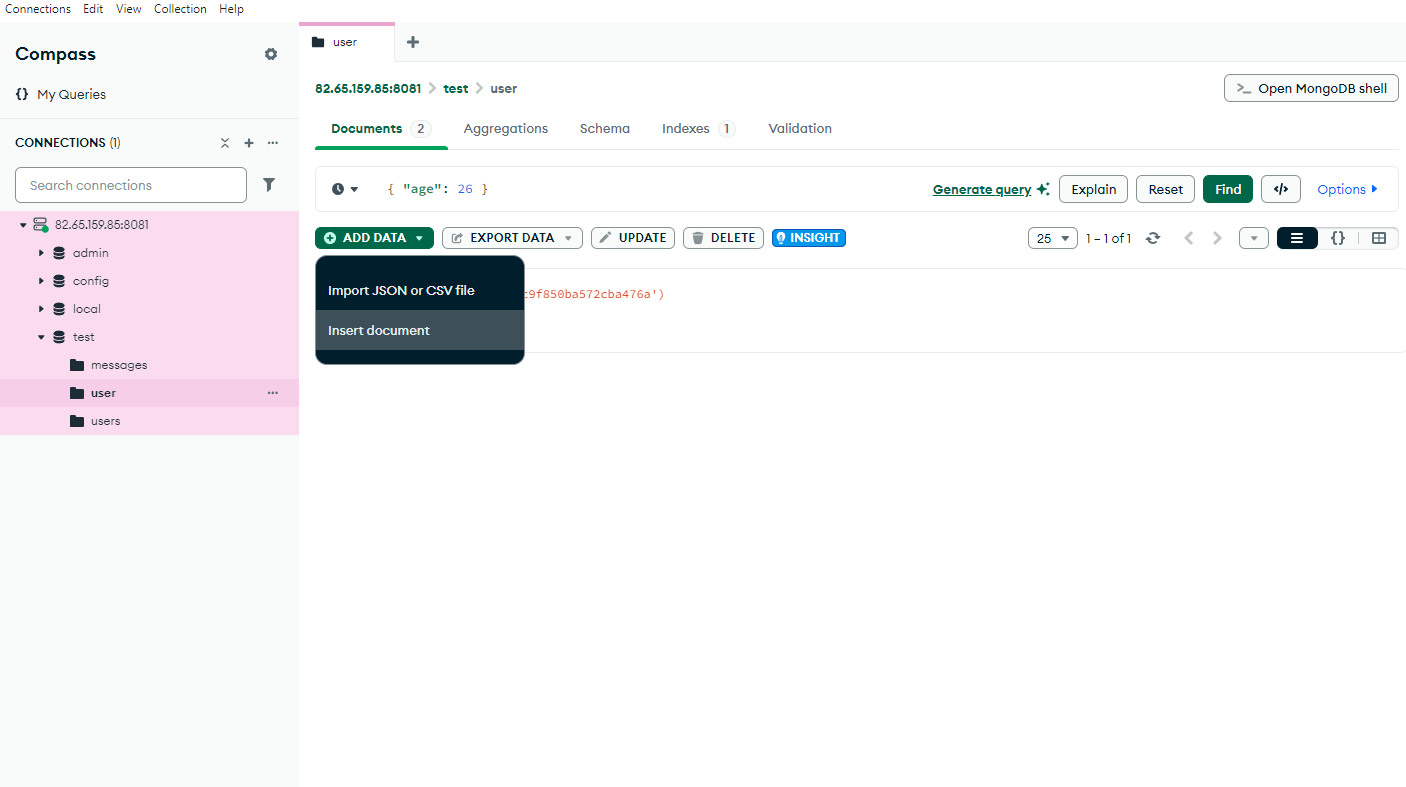 Connections Edit View Collection Help
Compass
My Queries
CONNECTIONS (1)
Search connections
82.65.159.85:8081
admin
config
local
test
messages
user
users
user
82.65.159.85:8081 > test > user
Open MongoDB shell
Documents 2 Aggregations Schema Indexes 1 Validation
{ "age": 26 }
Generate query Explain Reset Find </> Options
ADD DATA EXPORT DATA UPDATE DELETE INSIGHT
25 1 – 1 of 1 {}
Import JSON or CSV file
Insert document
9f850ba572cba476a')